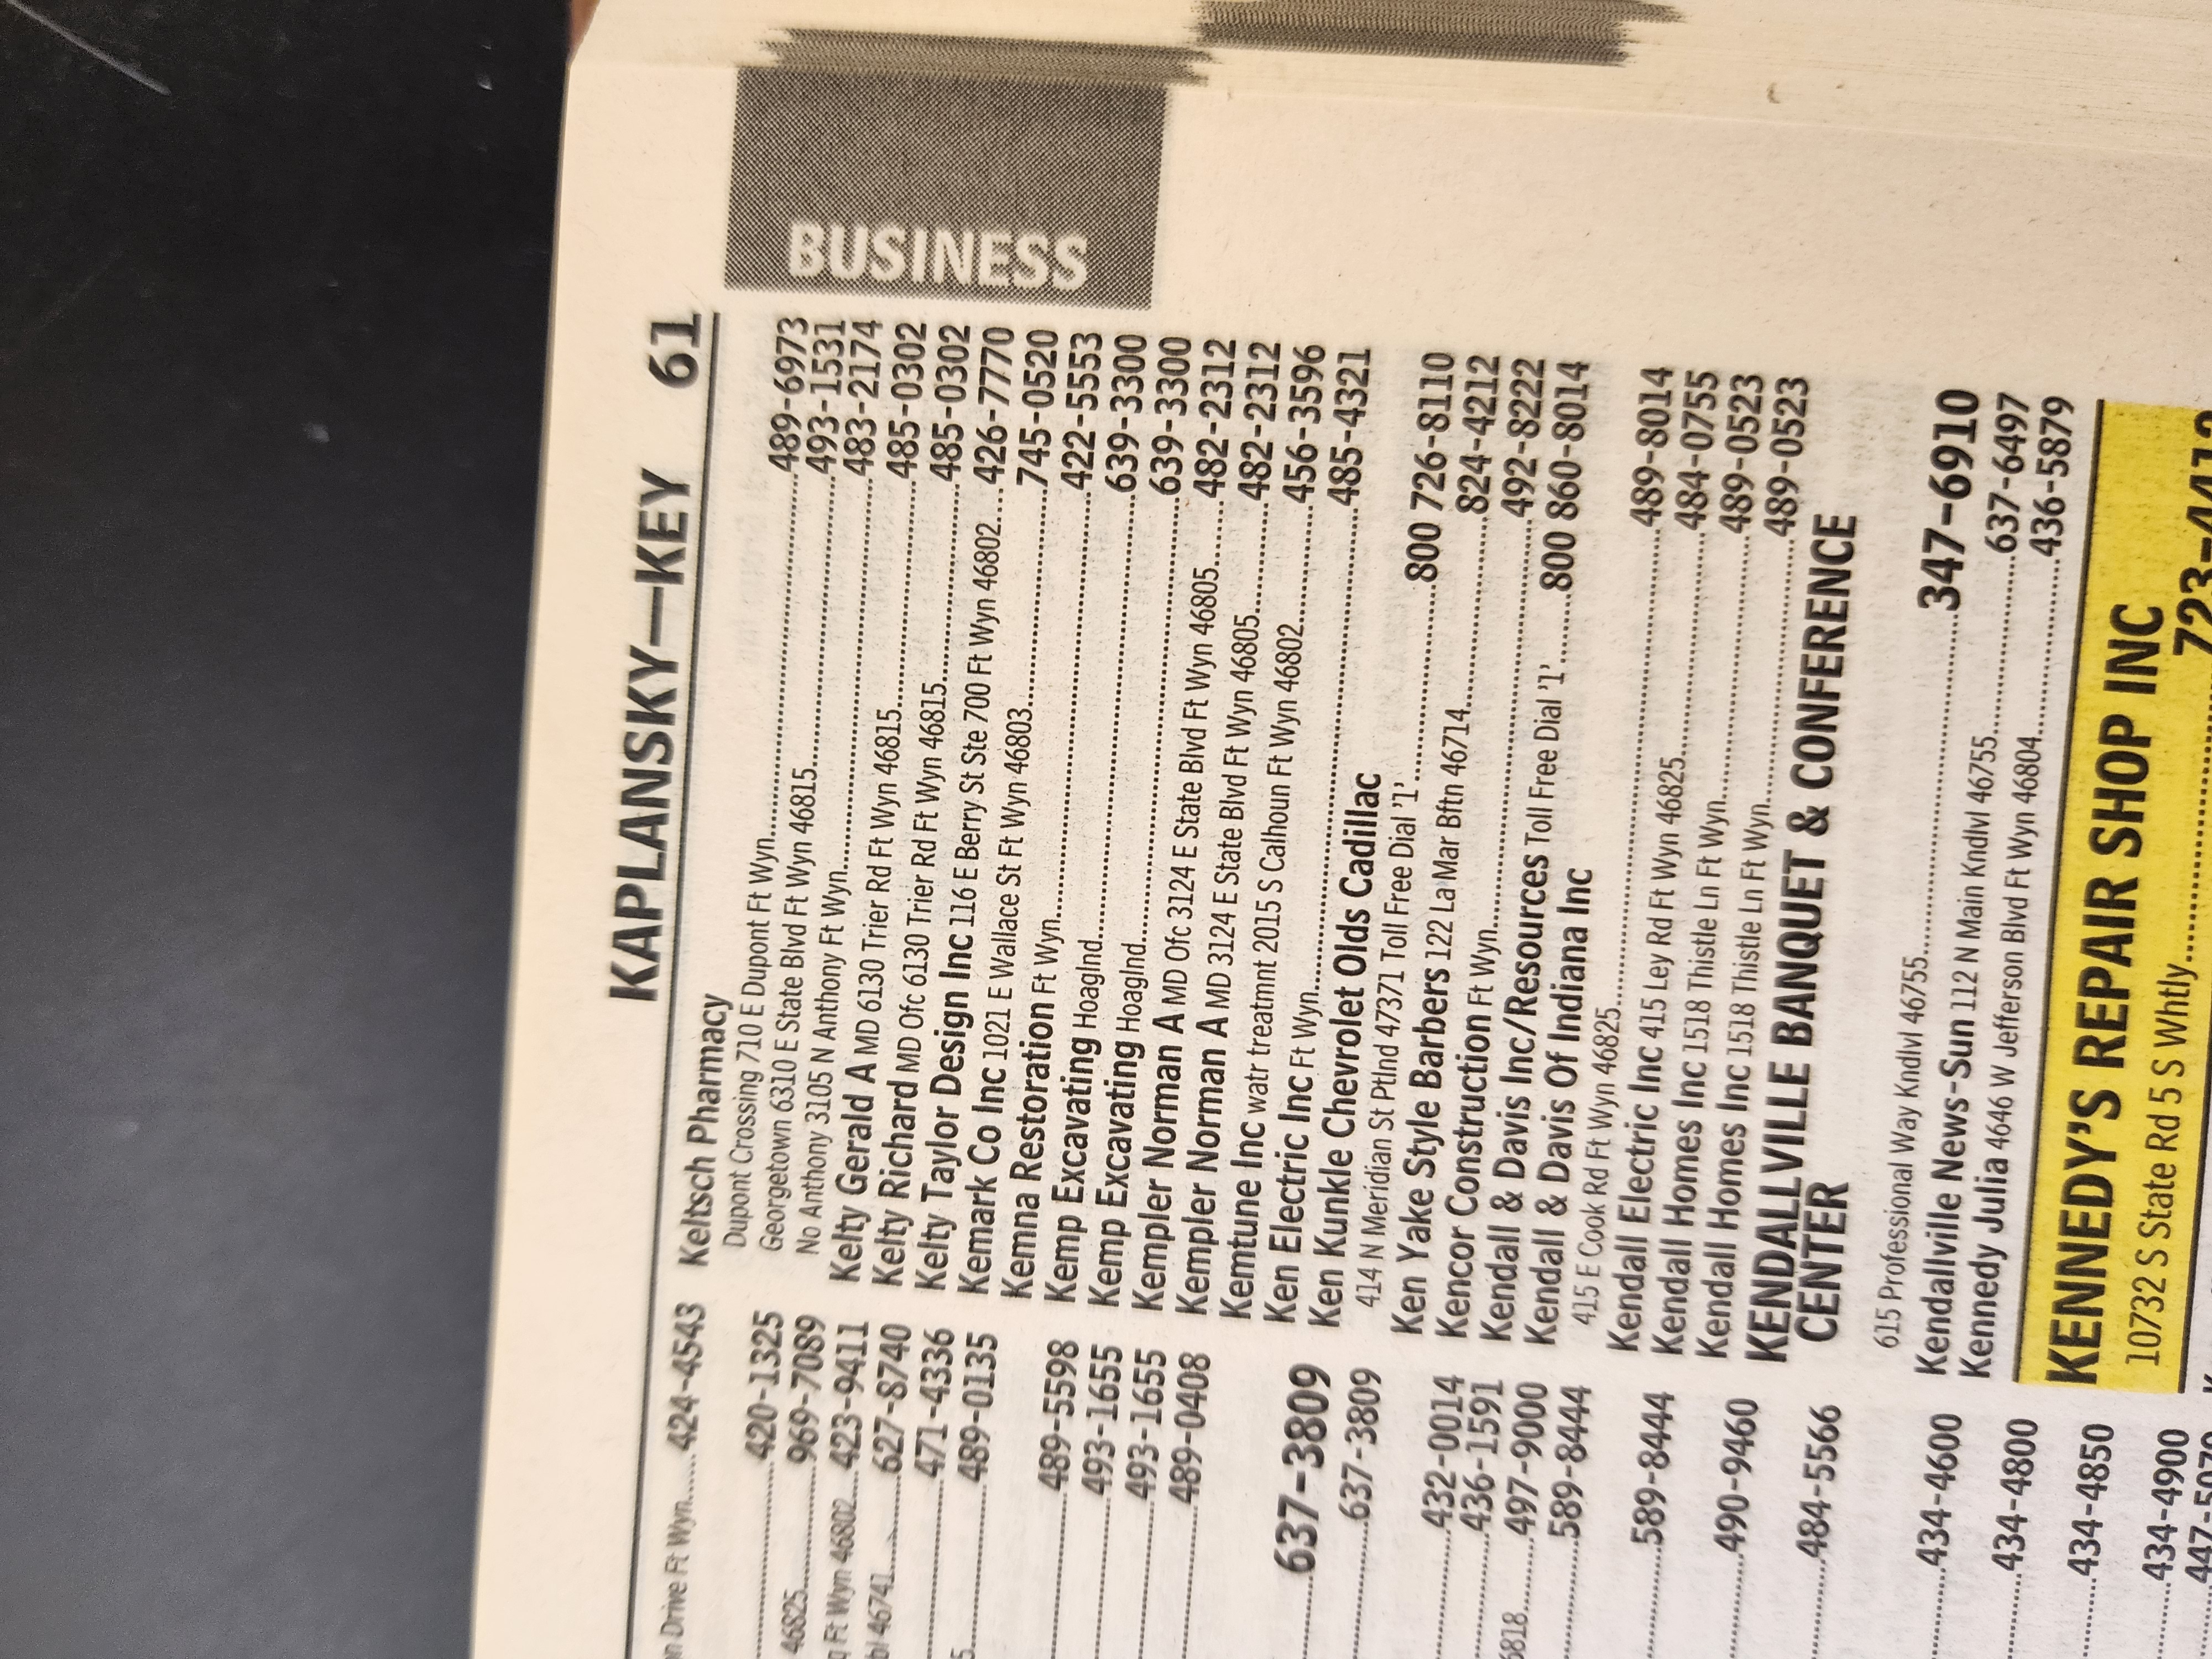 KAPLANSKY—KEY 61
BUSINESS
Drive Ft Wyn.....424-4543
420-1325
46825..........969-7089
Ft Wyn 46802....423-9411
46741.....627-8740
471-4336
489-0135
489-5598
493-1655
493-1655
489-0408
637-3809
637-3809
432-0014
436-1591
497-9000
589-8444
589-8444
490-9460
484-5566
434-4600
434-4800
434-4850
434-4900
Keltsch Pharmacy
Dupont Crossing 710 E Dupont Ft Wyn..........489-6973
Georgetown 6310 E State Blvd Ft Wyn 46815..........493-1531
No Anthony 3105 N Anthony Ft Wyn..........483-2174
Kelty Gerald A MD 6130 Trier Rd Ft Wyn 46815..........485-0302
Kelty Richard MD Ofc 6130 Trier Rd Ft Wyn 46815..........485-0302
Kelty Taylor Design Inc 116 E Berry St Ste 700 Ft Wyn 46802....426-7770
Kemark Co Inc 1021 E Wallace St Ft Wyn 46803..........745-0520
Kemna Restoration Ft Wyn..........422-5553
Kemp Excavating Hoaglnd..........639-3300
Kemp Excavating Hoaglnd..........639-3300
Kempler Norman A MD Ofc 3124 E State Blvd Ft Wyn 46805......482-2312
Kempler Norman A MD 3124 E State Blvd Ft Wyn 46805..........482-2312
Kemtune Inc watr treatmnt 2015 S Calhoun Ft Wyn 46802..........456-3596
Ken Electric Inc Ft Wyn..........485-4321
Ken Kunkle Chevrolet Olds Cadillac
414 N Meridian St Ptlnd 47371 Toll Free Dial '1'..........800 726-8110
Ken Yake Style Barbers 122 La Mar Bftn 46714..........824-4212
Kencor Construction Ft Wyn..........492-8222
Kendall & Davis Inc/Resources Toll Free Dial '1'......800 860-8014
Kendall & Davis Of Indiana Inc
415 E Cook Rd Ft Wyn 46825..........489-8014
Kendall Electric Inc 415 Ley Rd Ft Wyn 46825..........484-0755
Kendall Homes Inc 1518 Thistle Ln Ft Wyn..........489-0523
Kendall Homes Inc 1518 Thistle Ln Ft Wyn..........489-0523
KENDALLVILLE BANQUET & CONFERENCE
CENTER
615 Professional Way Kndlvl 46755..........347-6910
Kendallville News-Sun 112 N Main Kndlvl 46755..........637-6497
Kennedy Julia 4646 W Jefferson Blvd Ft Wyn 46804..........436-5879
KENNEDY'S REPAIR SHOP INC
10732 S State Rd 5 S Whtly..........